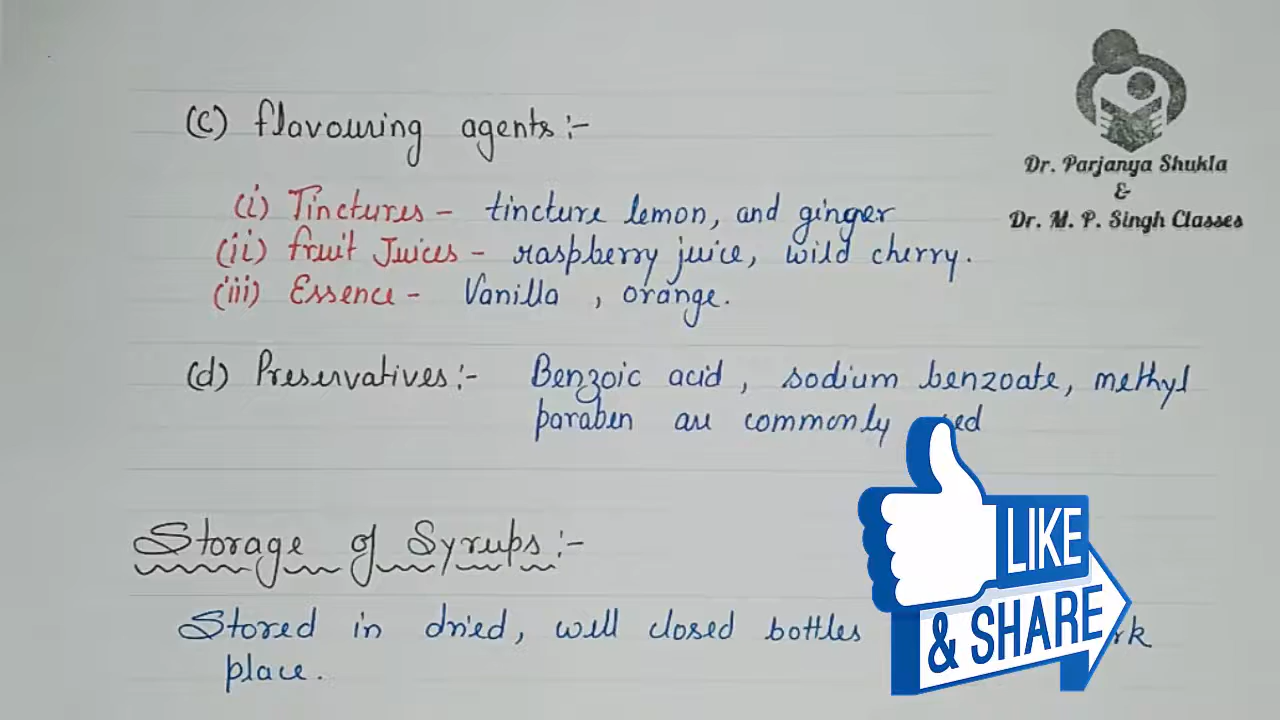 (c) flavouring agents:-
(i) Tinctures - tincture lemon, and ginger
(ii) fruit Juices - raspberry juice, wild cherry.
(iii) Essence - Vanilla , orange.
(d) Preservatives:- Benzoic acid , sodium benzoate, methyl
paraben are commonly
Storage of Syrups:-
Stored in dried, well closed bottles
place.
Dr. Parjanya Shukla
&
Dr. M. P. Singh Classes
LIKE
& SHARE